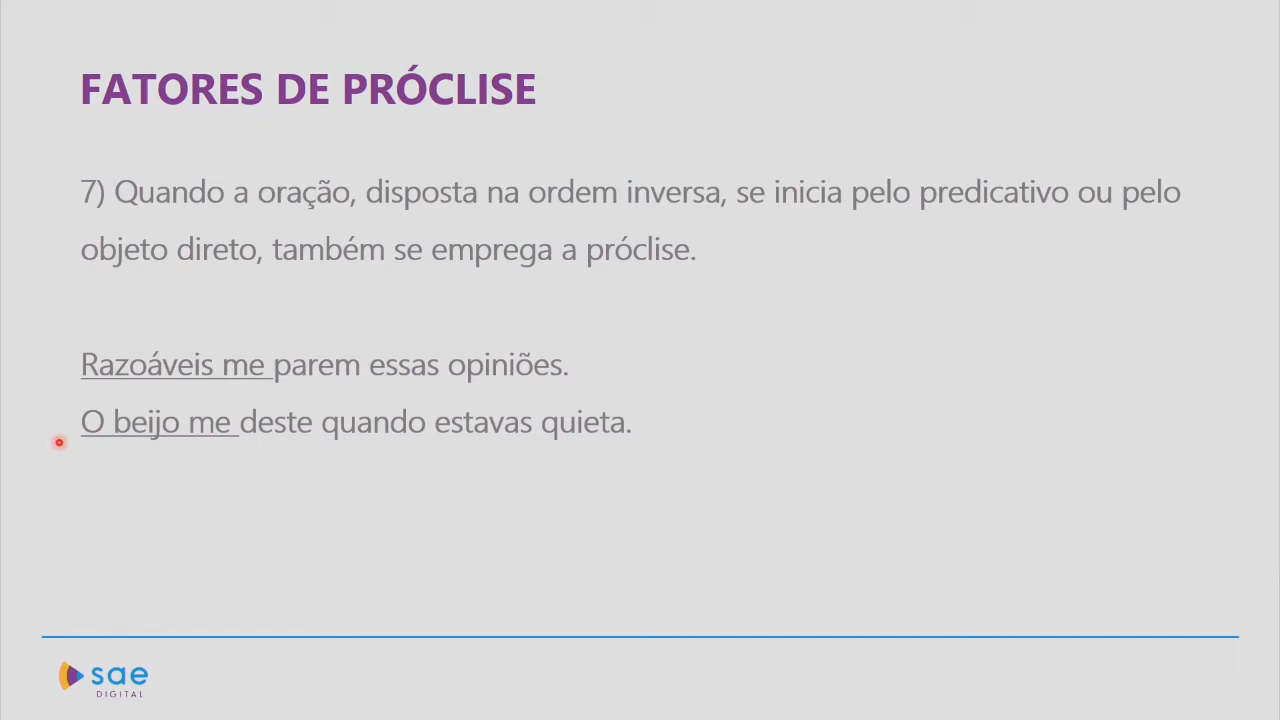 FATORES DE PRÓCLISE
7) Quando a oração, disposta na ordem inversa, se inicia pelo predicativo ou pelo
objeto direto, também se emprega a próclise.
Razoáveis me parem essas opiniões.
O beijo me deste quando estavas quieta.
sae
DIGITAL